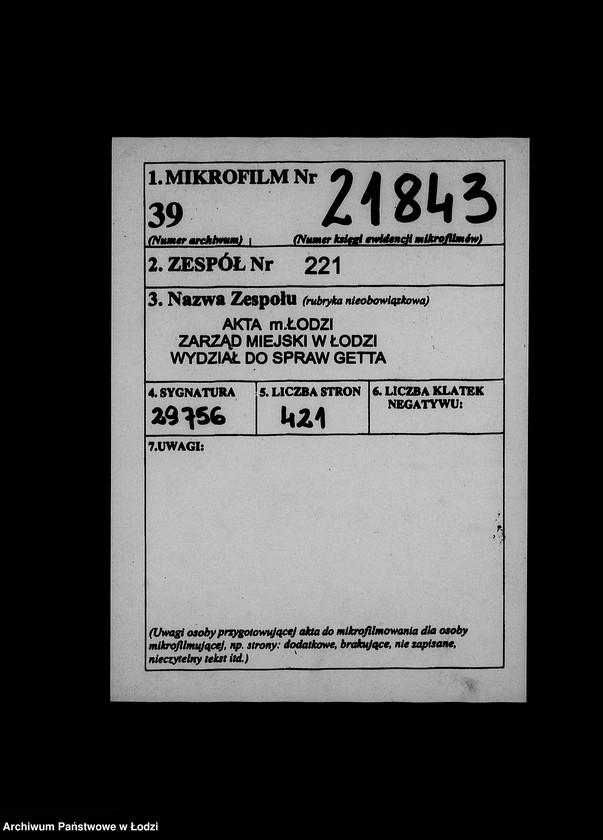 1. MIKROFILM Nr 21843
39
(Numer archiwum) (Numer księgi ewidencji mikrofilmów)
2. ZESPÓŁ Nr 221
3. Nazwa Zespołu (rubryka nieobowiązkowa)
AKTA m.ŁODZI
ZARZĄD MIEJSKI W ŁODZI
WYDZIAŁ DO SPRAW GETTA
4. SYGNATURA 5. LICZBA STRON 6. LICZBA KLATEK
NEGATYWU:
29756 421
7.UWAGI:
(Uwagi osoby przygotowującej akta do mikrofilmowania dla osoby
mikrofilmującej, np. strony: dodatkowe, brakujące, nie zapisane,
nieczytelny tekst itd.)
Archiwum Państwowe w Łodzi